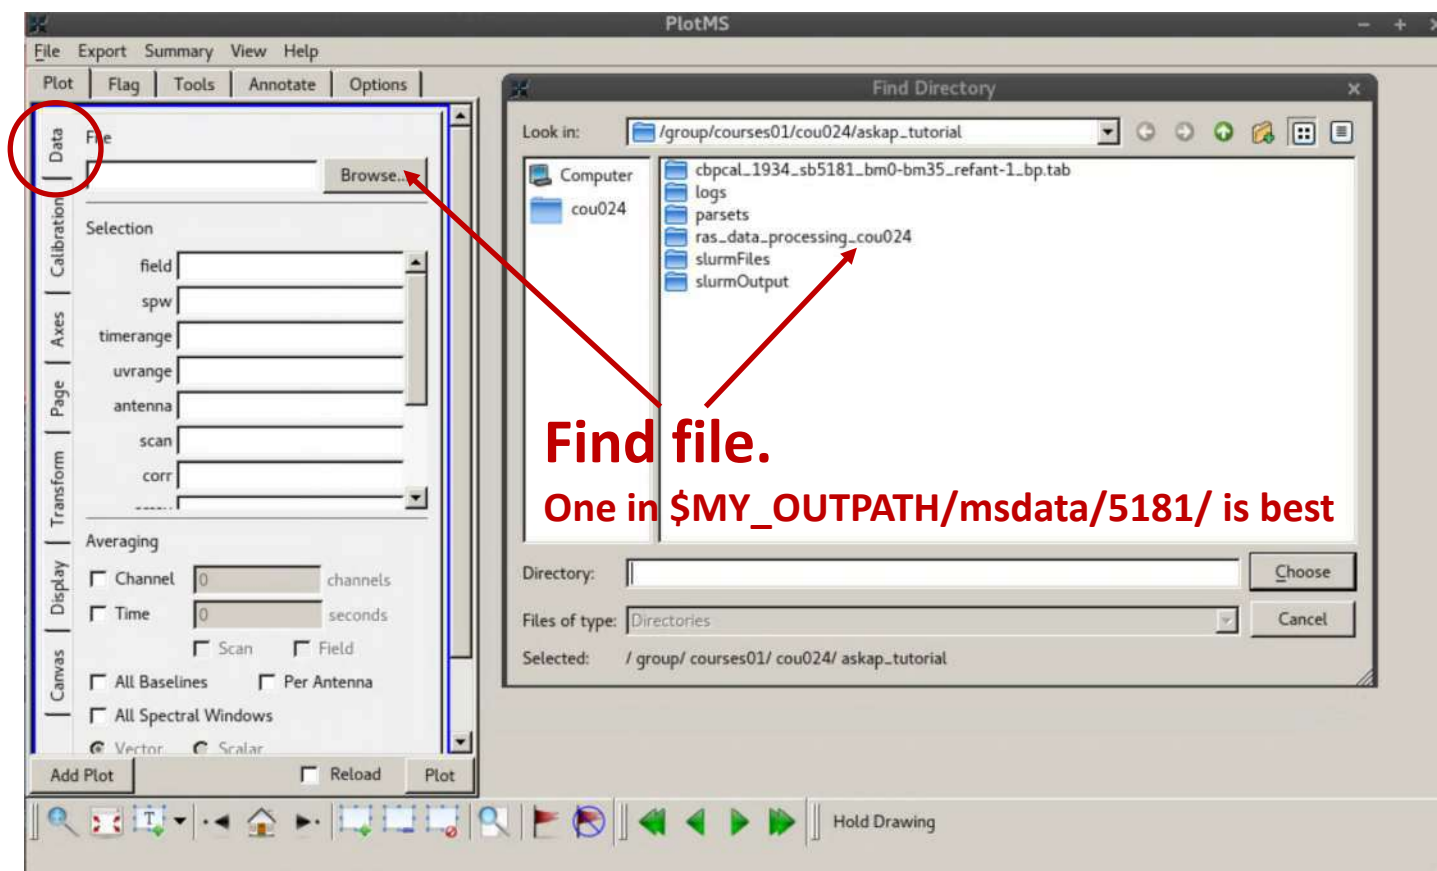 PlotMS
File Export Summary View Help
Plot Flag Tools Annotate Options
Data
Calibration
Axes
Page
Transform
Display
Canvas
File
Browse...
Selection
field
spw
timerange
uvrange
antenna
scan
corr
Averaging
Channel 0 channels
Time 0 seconds
Scan Field
All Baselines Per Antenna
All Spectral Windows
Vector Scalar
Add Plot Reload Plot
Hold Drawing
Find Directory
Look in: /group/courses01/cou024/askap_tutorial
Computer
cou024
cbpcal_1934_sb5181_bm0-bm35_refant-1_bp.tab
logs
parsets
ras_data_processing_cou024
slurmFiles
slurmOutput
Find file.
One in $MY_OUTPATH/msdata/5181/ is best
Directory: Choose
Files of type: Directories Cancel
Selected: / group/ courses01/ cou024/ askap_tutorial